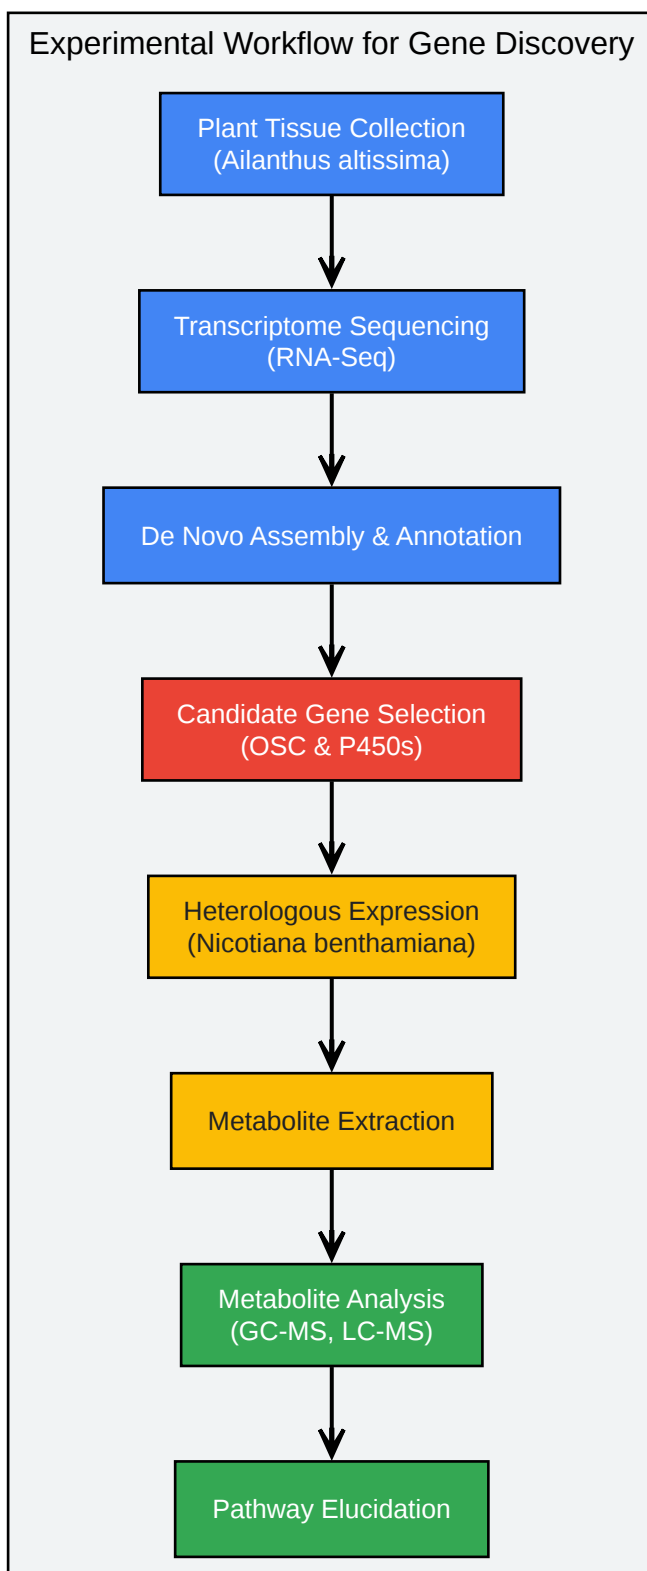 Experimental Workflow for Gene Discovery
Plant Tissue Collection
(Ailanthus altissima)
Transcriptome Sequencing
(RNA-Seq)
De Novo Assembly & Annotation
Candidate Gene Selection
(OSC & P450s)
Heterologous Expression
(Nicotiana benthamiana)
Metabolite Extraction
Metabolite Analysis
(GC-MS, LC-MS)
Pathway Elucidation